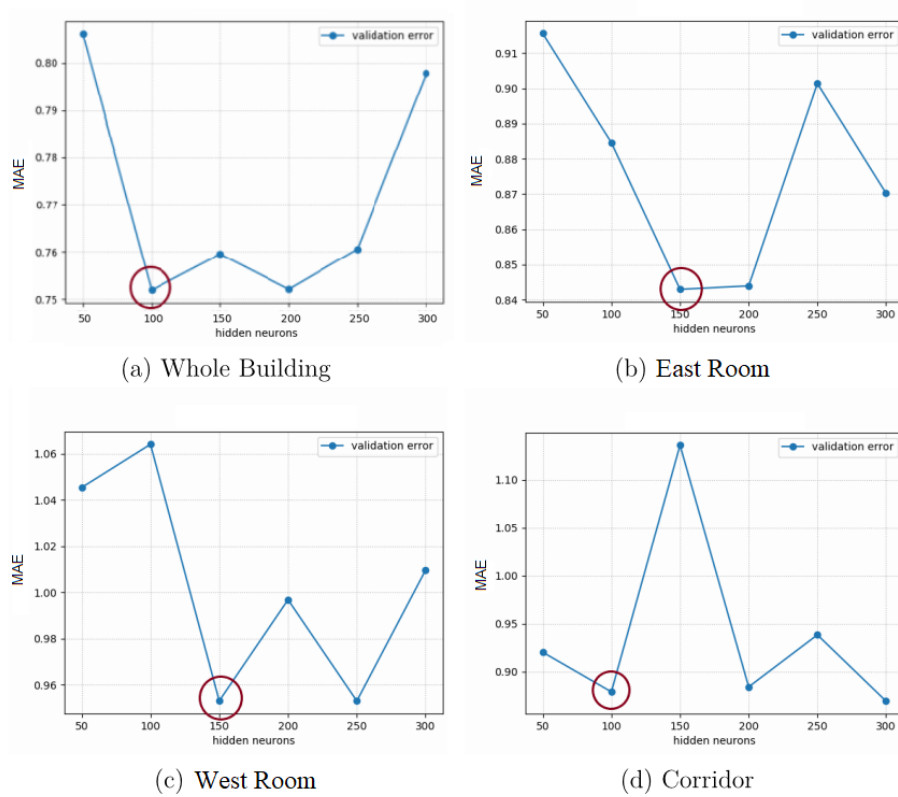 validation error
0.80
0.79
0.78
0.77
0.76
0.75
MAE
50 100 150 200 250 300
hidden neurons
(a) Whole Building
validation error
0.91
0.90
0.89
0.88
0.87
0.86
0.85
0.84
MAE
50 100 150 200 250 300
hidden neurons
(b) East Room
validation error
1.06
1.04
1.02
1.00
0.98
0.96
MAE
50 100 150 200 250 300
hidden neurons
(c) West Room
validation error
1.10
1.05
1.00
0.95
0.90
MAE
50 100 150 200 250 300
hidden neurons
(d) Corridor